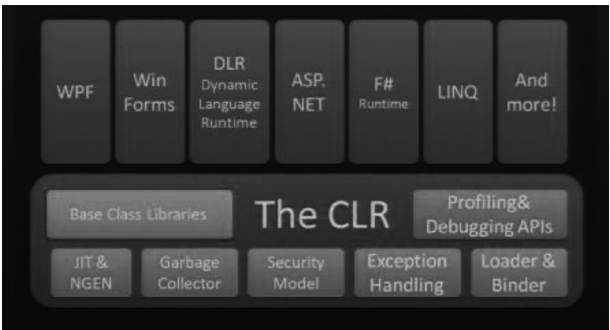 WPF
Win
Forms
DLR
Dynamic
Language
Runtime
ASP.
NET
F#
Runtime
LINQ
And
more!
Base Class Libraries
The CLR
Profiling&
Debugging APIs
JIT &
NGEN
Garbage
Collector
Security
Model
Exception
Handling
Loader &
Binder